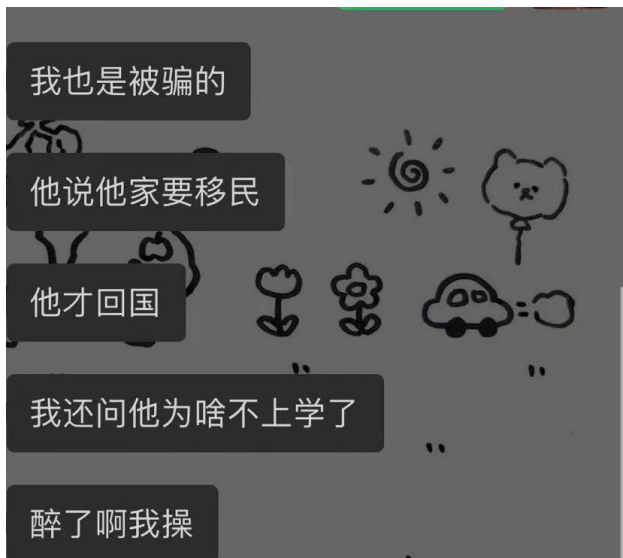 我也是被骗的
他说他家要移民
他才回国
我还问他为啥不上学了
醉了啊我操